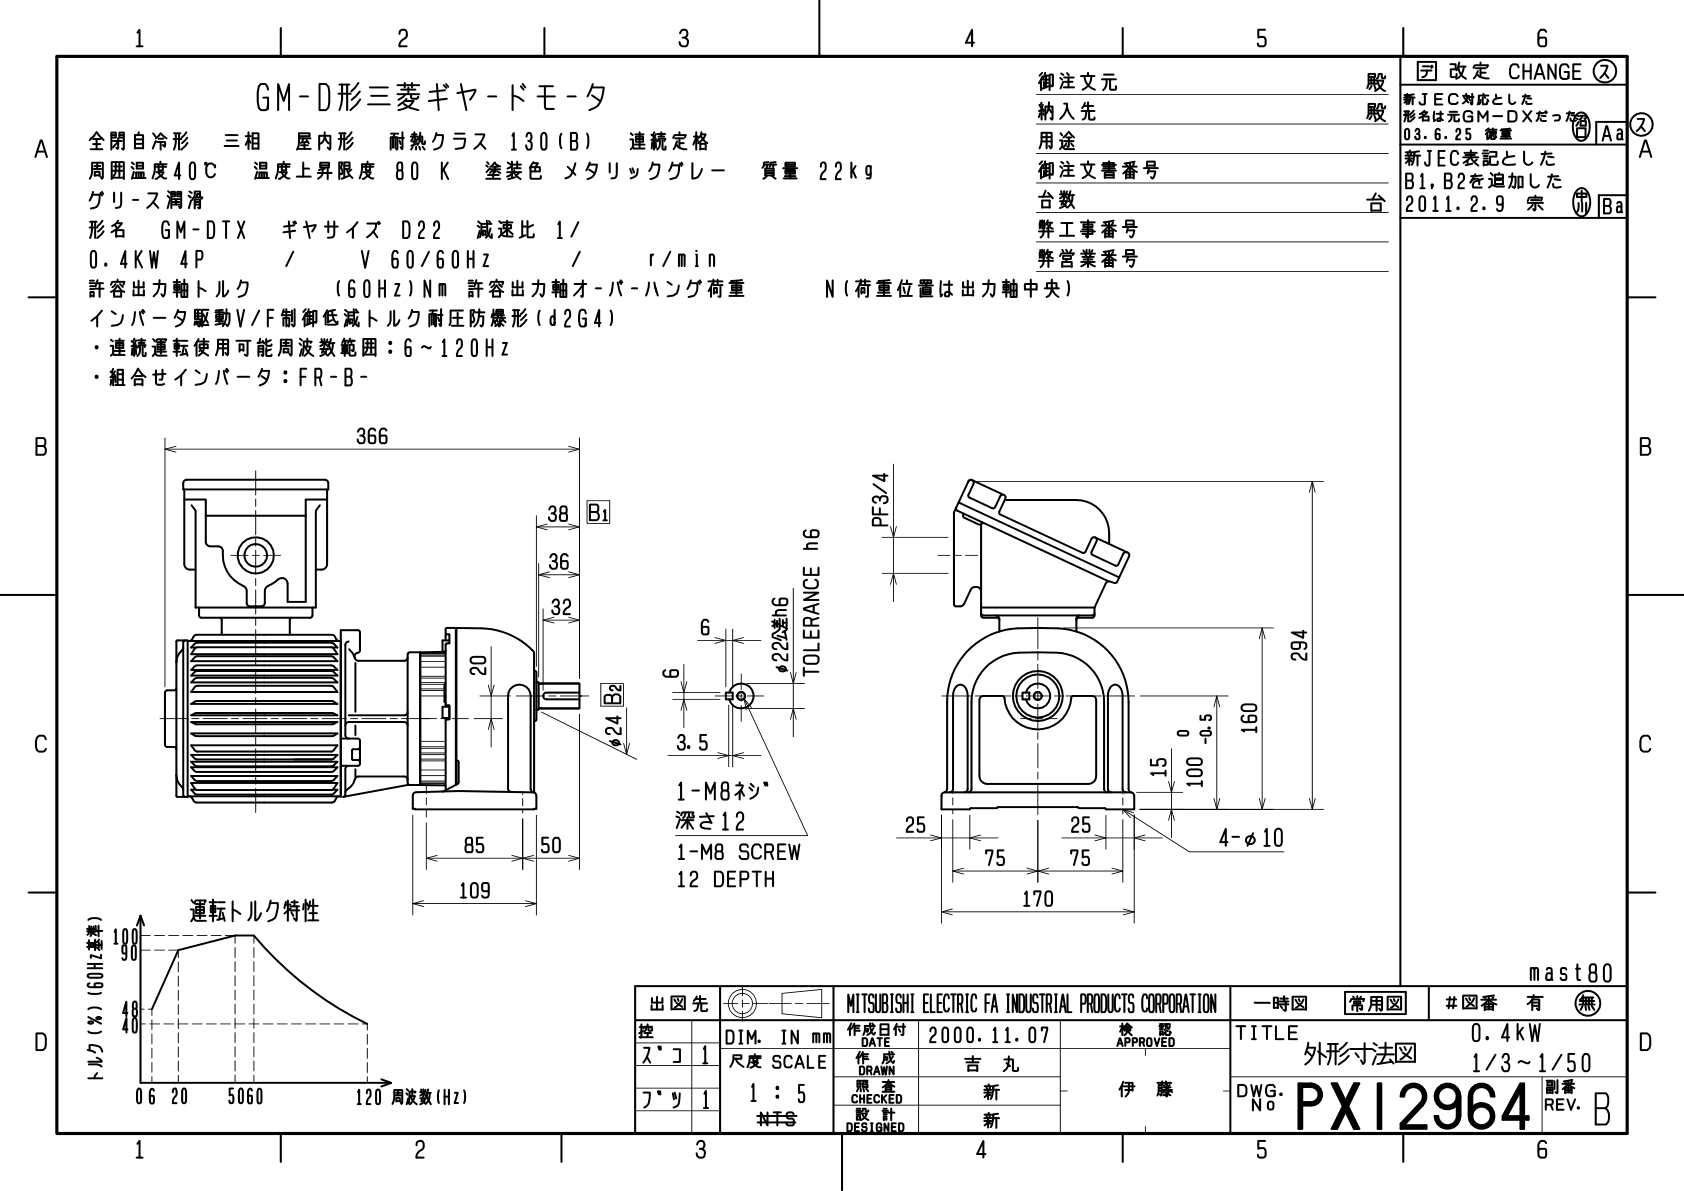 1 2 3 4 5 6
GM-D形三菱ギヤードモータ
全閉自冷形 三相 屋内形 耐熱クラス 130(B) 連続定格
周囲温度40℃ 温度上昇限度 80 K 塗装色 メタリックグレー 質量 22kg
グリース潤滑
形名 GM-DTX ギヤサイズ D22 減速比 1/
0.4KW 4P / V 60/60Hz / r/min
許容出力軸トルク (60Hz)Nm 許容出力軸オーバーハング荷重 N(荷重位置は出力軸中央)
インバータ駆動V/F制御低減トルク耐圧防爆形(d2G4)
・連続運転使用可能周波数範囲:6~120Hz
・組合せインバータ:FR-B-
御注文元 殿
納入先 殿
用途
御注文書番号
台数 台
弊工事番号
弊営業番号
デ 改定 CHANGE ス
新JEC対応とした
形名は元GM-DXだった
03.6.25 徳重 Aa
ス
新JEC表記とした
B1,B2を追加した
2011.2.9 宗 Ba
A A
B B
C C
D D
366
38 B1
36
32
20
B2
φ24
85 50
109
6
6
3.5
φ22公差h6
TOLERANCE h6
1-M8ネジ
深さ12
1-M8 SCREW
12 DEPTH
PF3/4
294
160
0
100 -0.5
15
25 25
75 75
170
4-φ10
運転トルク特性
トルク(%)(60Hz基準)
100
90
48
40
0 6 20 50 60 120 周波数(Hz)
mast80
出図先
控
ズコ 1
ブツ 1
DIM. IN mm
尺度 SCALE
1 : 5
NTS
MITSUBISHI ELECTRIC FA INDUSTRIAL PRODUCTS CORPORATION
作成日付 DATE 2000.11.07
作成 DRAWN 吉丸
照査 CHECKED 新
設計 DESIGNED 新
検認 APPROVED
伊藤
一時図 常用図 #図番 有 無
TITLE 0.4kW
外形寸法図 1/3~1/50
DWG. No PX12964 副番 REV. B
1 2 3 4 5 6